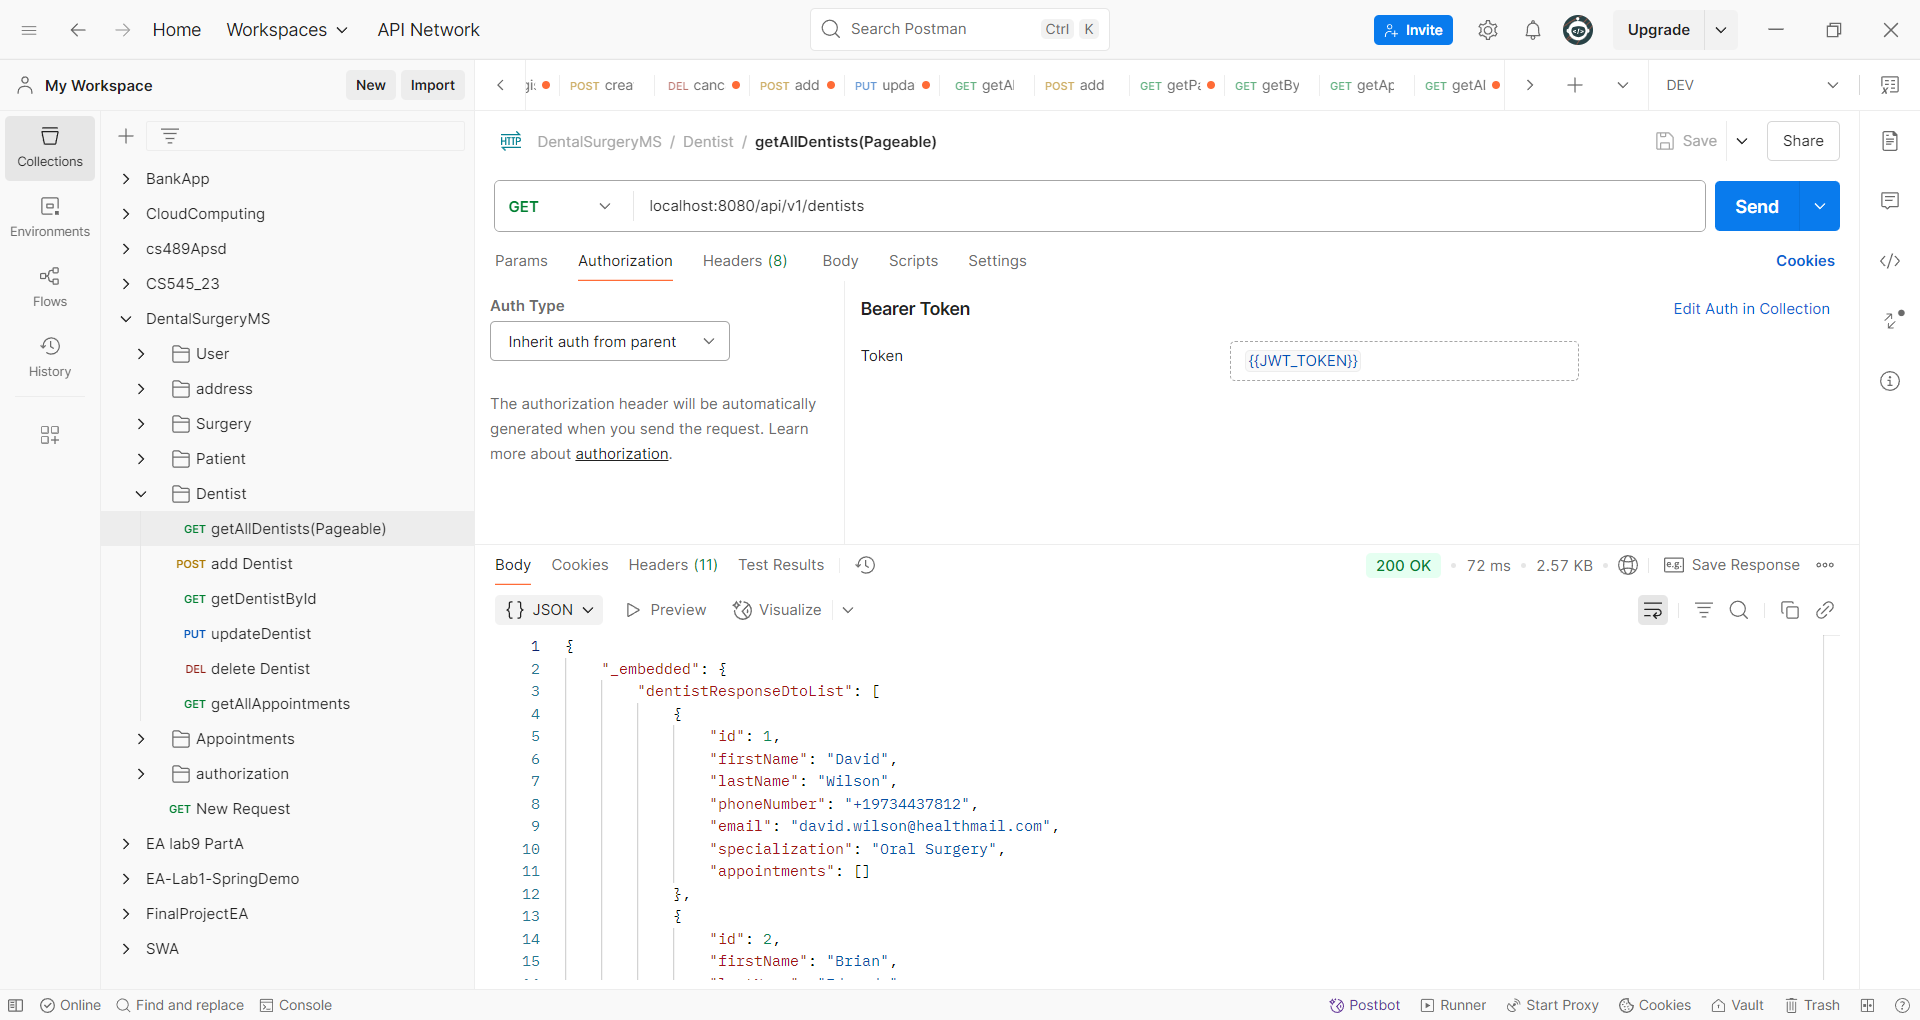 Home
Workspaces
API Network
Search Postman
Ctrl K
Invite
Upgrade
My Workspace
New
Import
POST crea
DEL canc
POST add
PUT upda
GET getAl
POST add
GET getPa
GET getBy
GET getAp
GET getAl
DEV
Collections
Environments
Flows
History
BankApp
CloudComputing
cs489Apsd
CS545_23
DentalSurgeryMS
User
address
Surgery
Patient
Dentist
GET getAllDentists(Pageable)
POST add Dentist
GET getDentistById
PUT updateDentist
DEL delete Dentist
GET getAllAppointments
Appointments
authorization
GET New Request
EA lab9 PartA
EA-Lab1-SpringDemo
FinalProjectEA
SWA
HTTP DentalSurgeryMS / Dentist / getAllDentists(Pageable)
Save
Share
GET
localhost:8080/api/v1/dentists
Send
Params
Authorization
Headers (8)
Body
Scripts
Settings
Cookies
Auth Type
Inherit auth from parent
The authorization header will be automatically
generated when you send the request. Learn
more about authorization.
Bearer Token
Edit Auth in Collection
Token
{{JWT_TOKEN}}
Body
Cookies
Headers (11)
Test Results
200 OK
72 ms
2.57 KB
e.g. Save Response
{} JSON
Preview
Visualize
1 {
2 "_embedded": {
3 "dentistResponseDtoList": [
4 {
5 "id": 1,
6 "firstName": "David",
7 "lastName": "Wilson",
8 "phoneNumber": "+19734437812",
9 "email": "david.wilson@healthmail.com",
10 "specialization": "Oral Surgery",
11 "appointments": []
12 },
13 {
14 "id": 2,
15 "firstName": "Brian",
Online
Find and replace
Console
Postbot
Runner
Start Proxy
Cookies
Vault
Trash